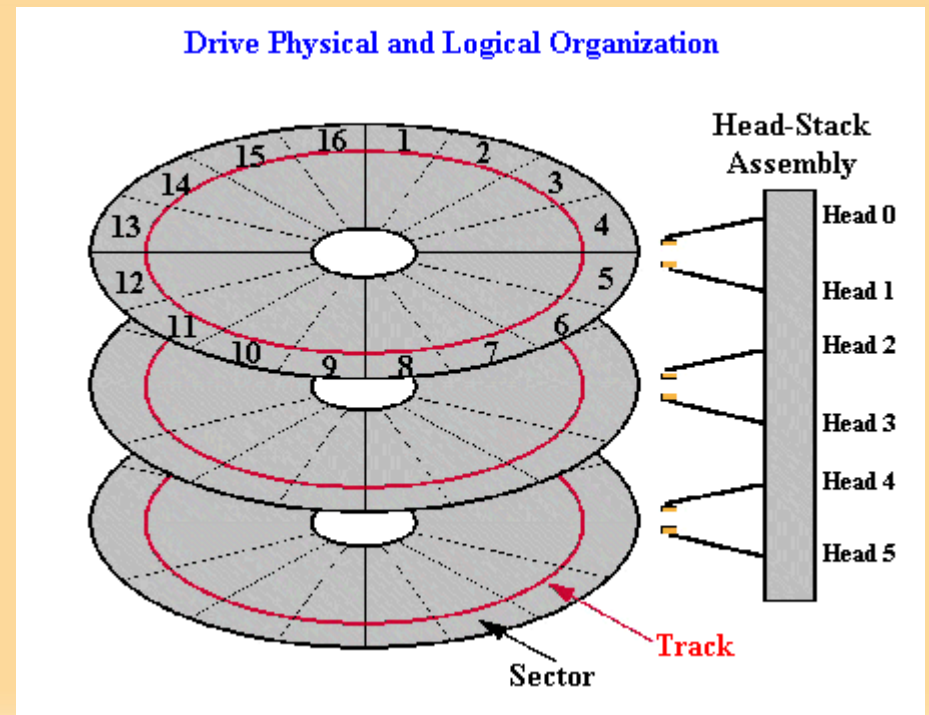 Drive Physical and Logical Organization
Head-Stack
Assembly
16 1
15 2
14 3
13 4
12 5
11 6
10 7
9 8
Head 0
Head 1
Head 2
Head 3
Head 4
Head 5
Track
Sector